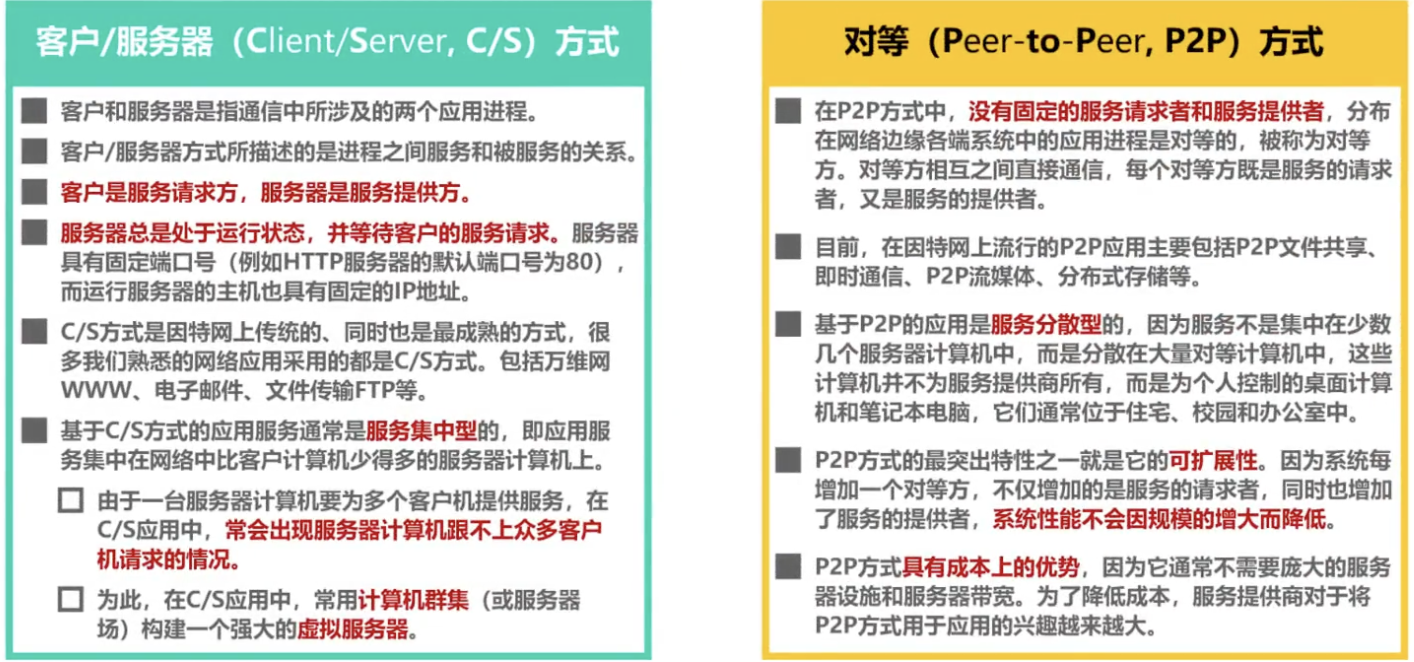 客户/服务器（Client/Server, C/S）方式
客户和服务器是指通信中所涉及的两个应用进程。
客户/服务器方式所描述的是进程之间服务和被服务的关系。
客户是服务请求方，服务器是服务提供方。
服务器总是处于运行状态，并等待客户的服务请求。服务器
具有固定端口号（例如HTTP服务器的默认端口号为80），
而运行服务器的主机也具有固定的IP地址。
C/S方式是因特网上传统的、同时也是最成熟的方式，很
多我们熟悉的网络应用采用的都是C/S方式。包括万维网
WWW、电子邮件、文件传输FTP等。
基于C/S方式的应用服务通常是服务集中型的，即应用服
务集中在网络中比客户计算机少得多的服务器计算机上。
由于一台服务器计算机要为多个客户机提供服务，在
C/S应用中，常会出现服务器计算机跟不上众多客户
机请求的情况。
为此，在C/S应用中，常用计算机群集（或服务器
场）构建一个强大的虚拟服务器。
对等（Peer-to-Peer, P2P）方式
在P2P方式中，没有固定的服务请求者和服务提供者，分布
在网络边缘各端系统中的应用进程是对等的，被称为对等
方。对等方相互之间直接通信，每个对等方既是服务的请求
者，又是服务的提供者。
目前，在因特网上流行的P2P应用主要包括P2P文件共享、
即时通信、P2P流媒体、分布式存储等。
基于P2P的应用是服务分散型的，因为服务不是集中在少数
几个服务器计算机中，而是分散在大量对等计算机中，这些
计算机并不为服务提供商所有，而是为个人控制的桌面计算
机和笔记本电脑，它们通常位于住宅、校园和办公室中。
P2P方式的最突出特性之一就是它的可扩展性。因为系统每
增加一个对等方，不仅增加的是服务的请求者，同时也增加
了服务的提供者，系统性能不会因规模的增大而降低。
P2P方式具有成本上的优势，因为它通常不需要庞大的服务
器设施和服务器带宽。为了降低成本，服务提供商对于将
P2P方式用于应用的兴趣越来越大。